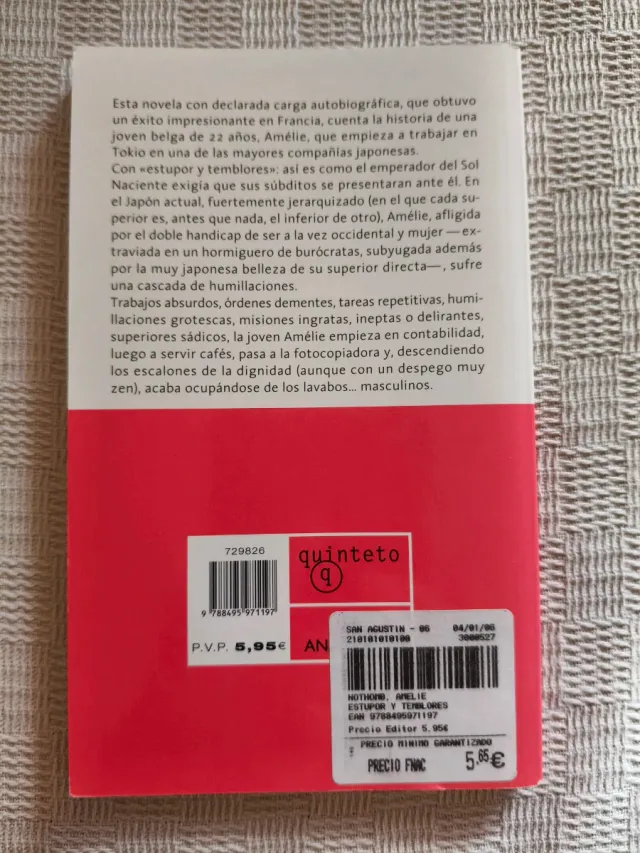 Esta novela con declarada carga autobiográfica, que obtuvo
un éxito impresionante en Francia, cuenta la historia de una
joven belga de 22 años, Amélie, que empieza a trabajar en
Tokio en una de las mayores compañías japonesas.
Con «estupor y temblores»: así es como el emperador del Sol
Naciente exigía que sus súbditos se presentaran ante él. En
el Japón actual, fuertemente jerarquizado (en el que cada su-
perior es, antes que nada, el inferior de otro), Amélie, afligida
por el doble handicap de ser a la vez occidental y mujer —ex-
traviada en un hormiguero de burócratas, subyugada además
por la muy japonesa belleza de su superior directa—, sufre
una cascada de humillaciones.
Trabajos absurdos, órdenes dementes, tareas repetitivas, humi-
llaciones grotescas, misiones ingratas, ineptas o delirantes,
superiores sádicos, la joven Amélie empieza en contabilidad,
luego a servir cafés, pasa a la fotocopiadora y, descendiendo
los escalones de la dignidad (aunque con un despego muy
zen), acaba ocupándose de los lavabos... masculinos.
729826
9 788495 971197
quinteto
q
P.V.P. 5,95€
AN
SAN AGUSTIN - 06 04/01/06
210101010100 3000527
NOTHOMB, AMELIE
ESTUPOR Y TEMBLORES
EAN 9788495971197
Precio Editor 5.95€
PRECIO MINIMO GARANTIZADO
PRECIO FNAC 5.65€